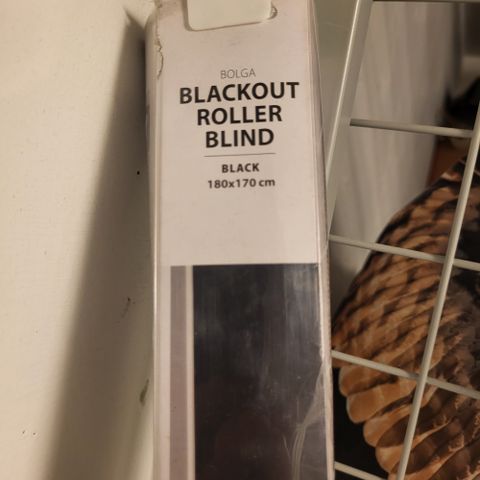 BOLGA
BLACKOUT
ROLLER
BLIND
BLACK
180x170 cm